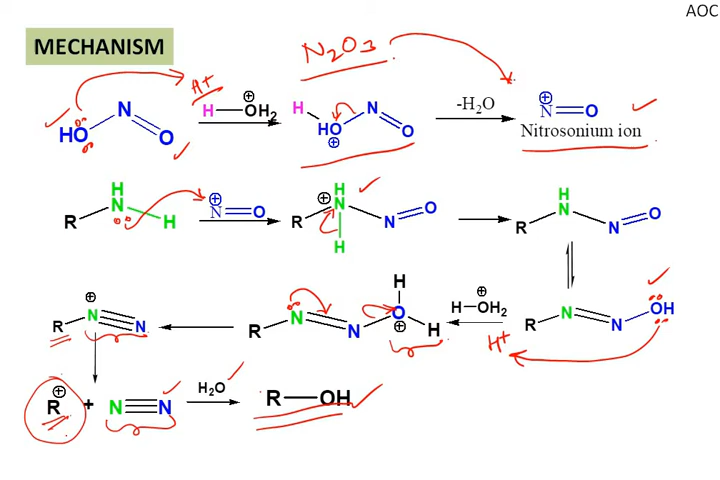 AOC
MECHANISM
N2O3
HO N O
H+
H—OH2 ⊕
H HO ⊕ N O
-H2O
⊕ N=O
Nitrosonium ion
R H N H
⊕ N=O
R ⊕ H N H N O
R H N N O
R ⊕ N≡N
R N N H O ⊕ H
H—OH2 ⊕
H+
R N N OH
R ⊕ + N≡N
H2O
R—OH